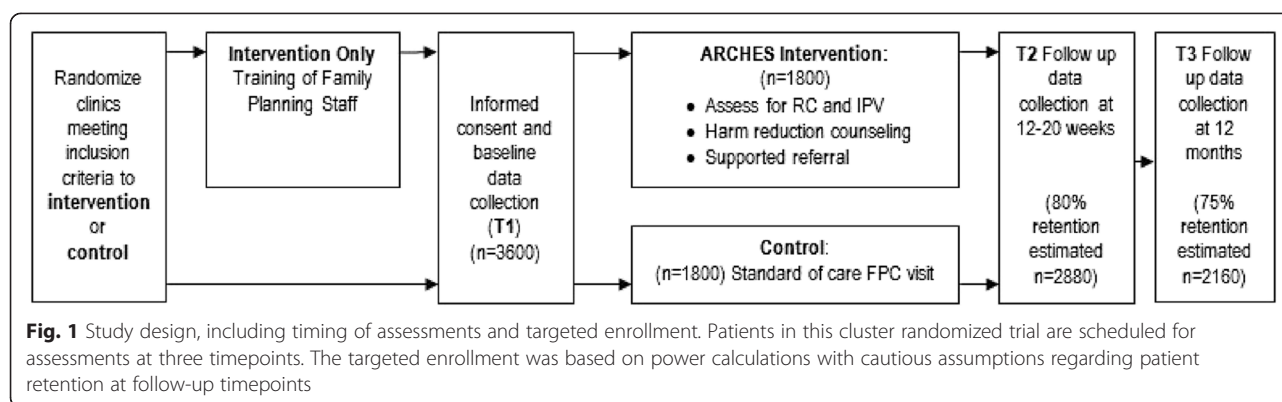 Randomize
clinics
meeting
inclusion
criteria to
intervention
or
control
Intervention Only
Training of Family
Planning Staff
Informed
consent and
baseline
data
collection
(T1)
(n=3600)
ARCHES Intervention:
(n=1800)
• Assess for RC and IPV
• Harm reduction counseling
• Supported referral
Control:
(n=1800) Standard of care FPC visit
T2 Follow up
data
collection at
12-20 weeks
(80%
retention
estimated
n=2880)
T3 Follow
up data
collection
at 12
months
(75%
retention
estimated
n=2160)
Fig. 1 Study design, including timing of assessments and targeted enrollment. Patients in this cluster randomized trial are scheduled for
assessments at three timepoints. The targeted enrollment was based on power calculations with cautious assumptions regarding patient
retention at follow-up timepoints